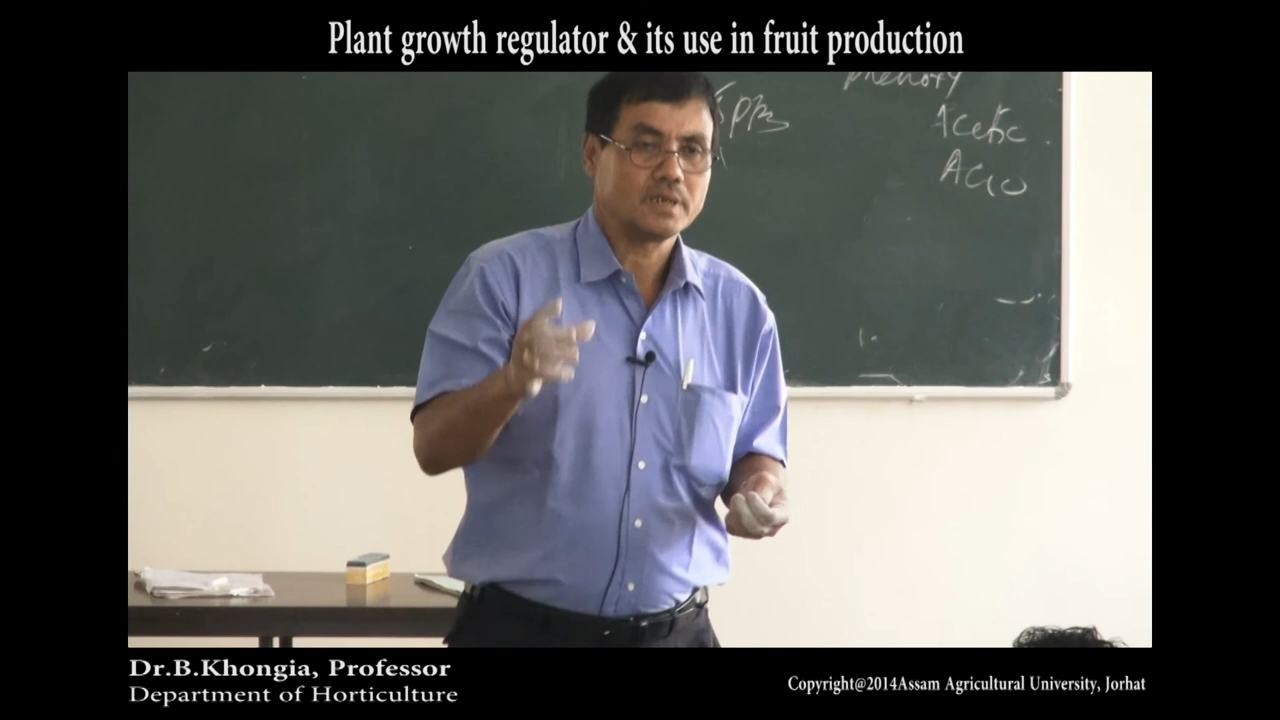 Plant growth regulator & its use in fruit production
phenoxy
Acetic
Acid
Dr.B.Khongia, Professor
Department of Horticulture
Copyright@2014Assam Agricultural University, Jorhat